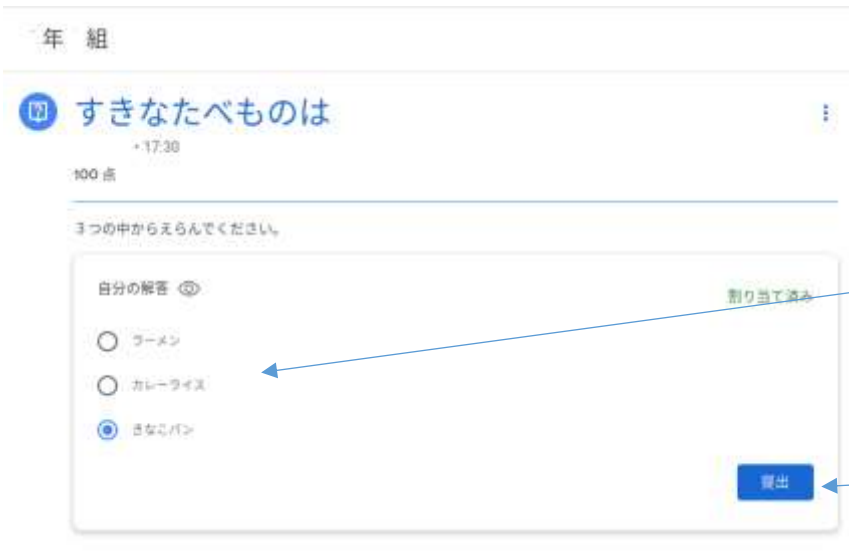 年 組
すきなたべものは
・17:30
100 点
3つの中からえらんでください。
自分の解答
割り当て済み
ラーメン
カレーライス
きなこパン
提出